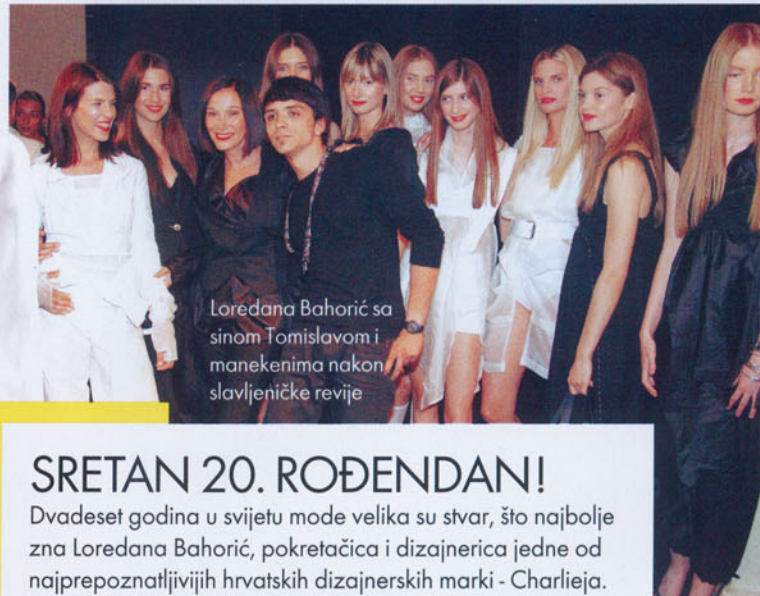 Loredana Bahorić sa
sinom Tomislavom i
manekenima nakon
slavljeničke revije
SRETAN 20. ROĐENDAN!
Dvadeset godina u svijetu mode velika su stvar, što najbolje
zna Loredana Bahorić, pokretačica i dizajnerica jedne od
najprepoznatljivijih hrvatskih dizajnerskih marki - Charlieja.